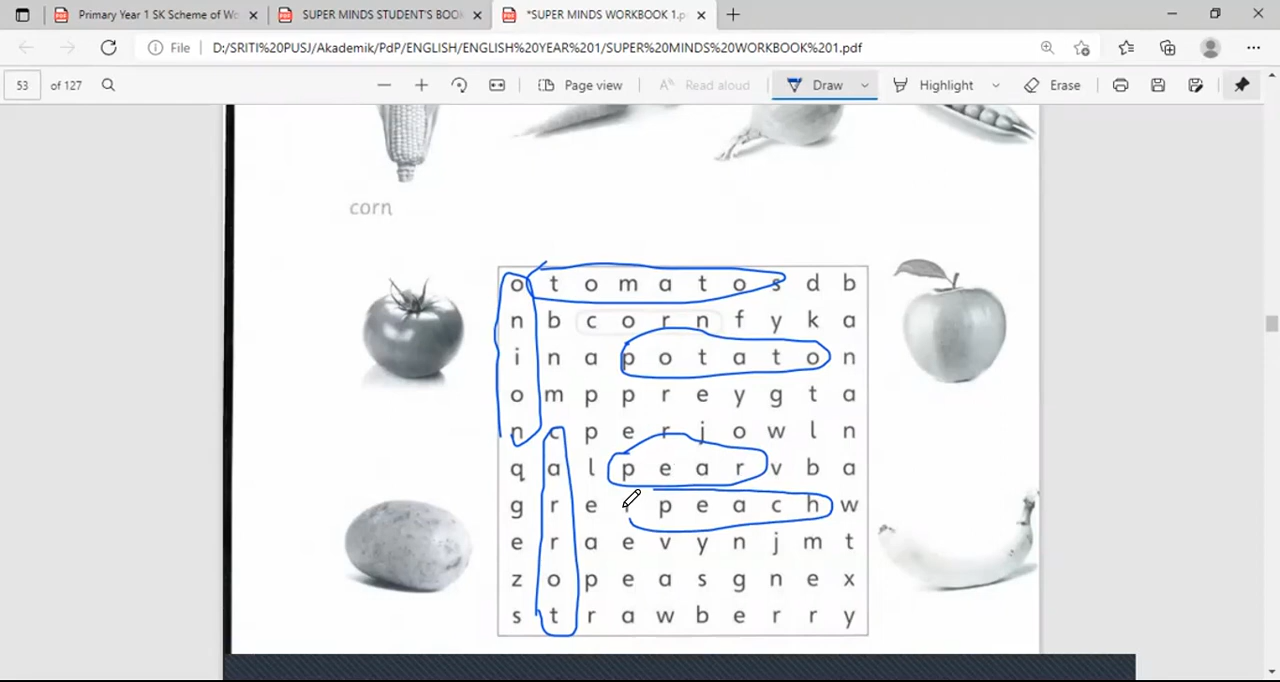 Primary Year 1 SK Scheme of Wo
SUPER MINDS STUDENT'S BOOK
*SUPER MINDS WORKBOOK 1.p
File
D:/SRITI%20PUSJ/Akademik/PdP/ENGLISH/ENGLISH%20YEAR%201/SUPER%20MINDS%20WORKBOOK%201.pdf
53 of 127
Page view
Read aloud
Draw
Highlight
Erase
corn
o t o m a t o s d b
n b c o r n f y k a
i n a p o t a t o n
o m p p r e y g t a
n c p e r j o w l n
q a l p e a r v b a
g r e r p e a c h w
e r a e v y n j m t
z o p e a s g n e x
s t r a w b e r r y